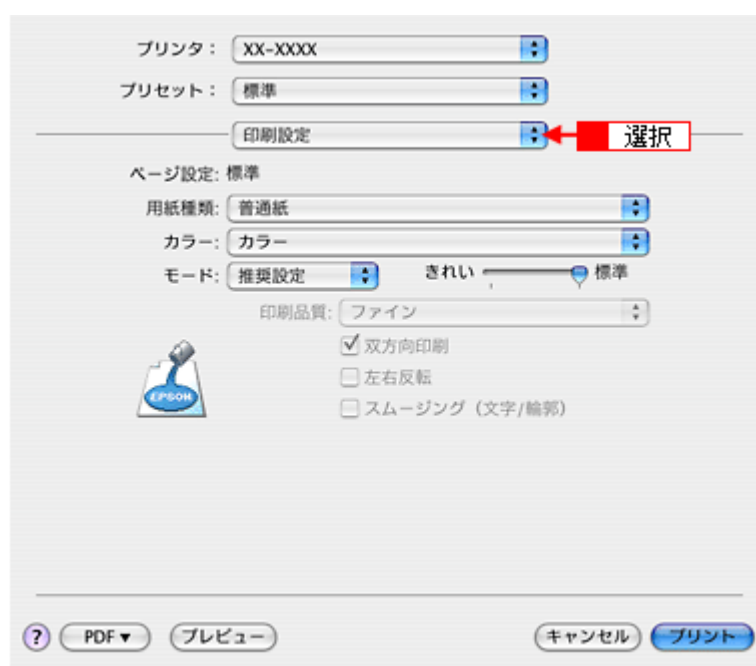 プリンタ： XX-XXXX
プリセット： 標準
印刷設定 選択
ページ設定: 標準
用紙種類: 普通紙
カラー: カラー
モード: 推奨設定 きれい 標準
印刷品質: ファイン
双方向印刷
左右反転
スムージング（文字/輪郭）
EPSON
? PDF▼ プレビュー キャンセル プリント